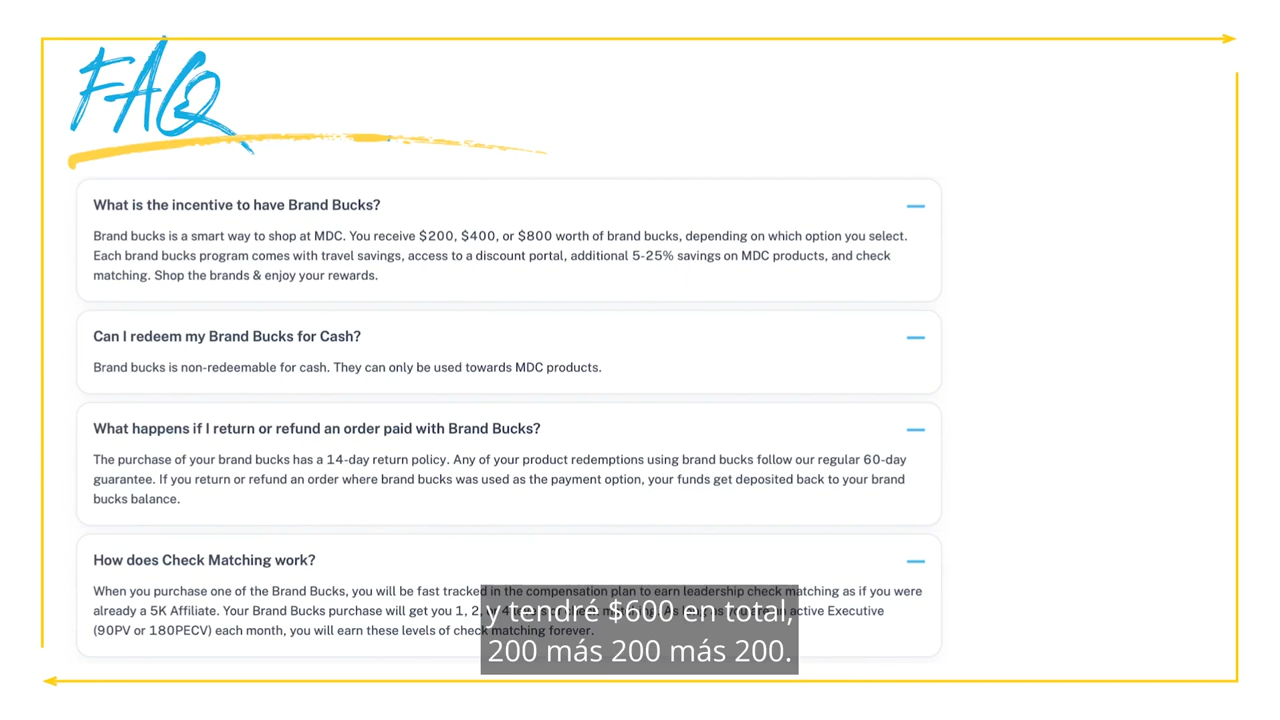 FAQ
What is the incentive to have Brand Bucks?
Brand bucks is a smart way to shop at MDC. You receive $200, $400, or $800 worth of brand bucks, depending on which option you select.
Each brand bucks program comes with travel savings, access to a discount portal, additional 5-25% savings on MDC products, and check
matching. Shop the brands & enjoy your rewards.
Can I redeem my Brand Bucks for Cash?
Brand bucks is non-redeemable for cash. They can only be used towards MDC products.
What happens if I return or refund an order paid with Brand Bucks?
The purchase of your brand bucks has a 14-day return policy. Any of your product redemptions using brand bucks follow our regular 60-day
guarantee. If you return or refund an order where brand bucks was used as the payment option, your funds get deposited back to your brand
bucks balance.
How does Check Matching work?
When you purchase one of the Brand Bucks, you will be fast tracked in the compensation plan to earn leadership check matching as if you were
already a 5K Affiliate. Your Brand Bucks purchase will get you 1, 2, active Executive
(90PV or 180PECV) each month, you will earn these levels of check matching forever.
y tendré $600 en total,
200 más 200 más 200.